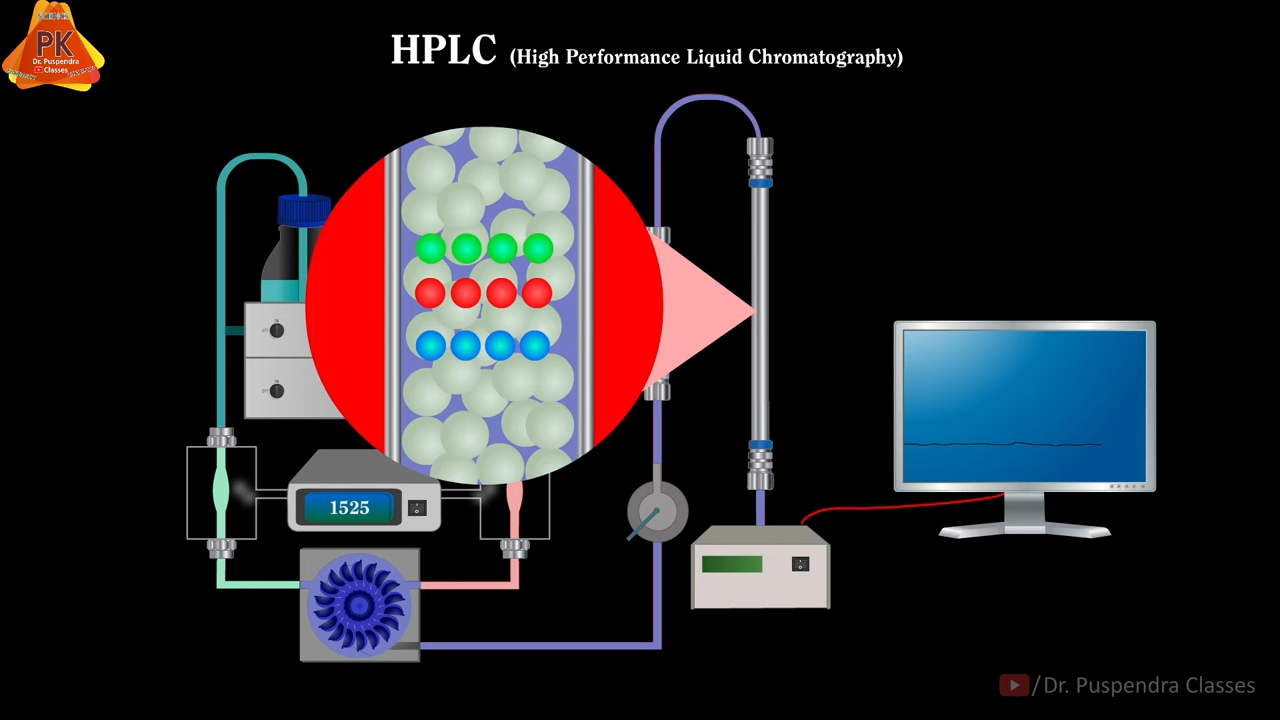 PK
Dr. Puspendra
Classes
HPLC (High Performance Liquid Chromatography)
1525
/Dr. Puspendra Classes